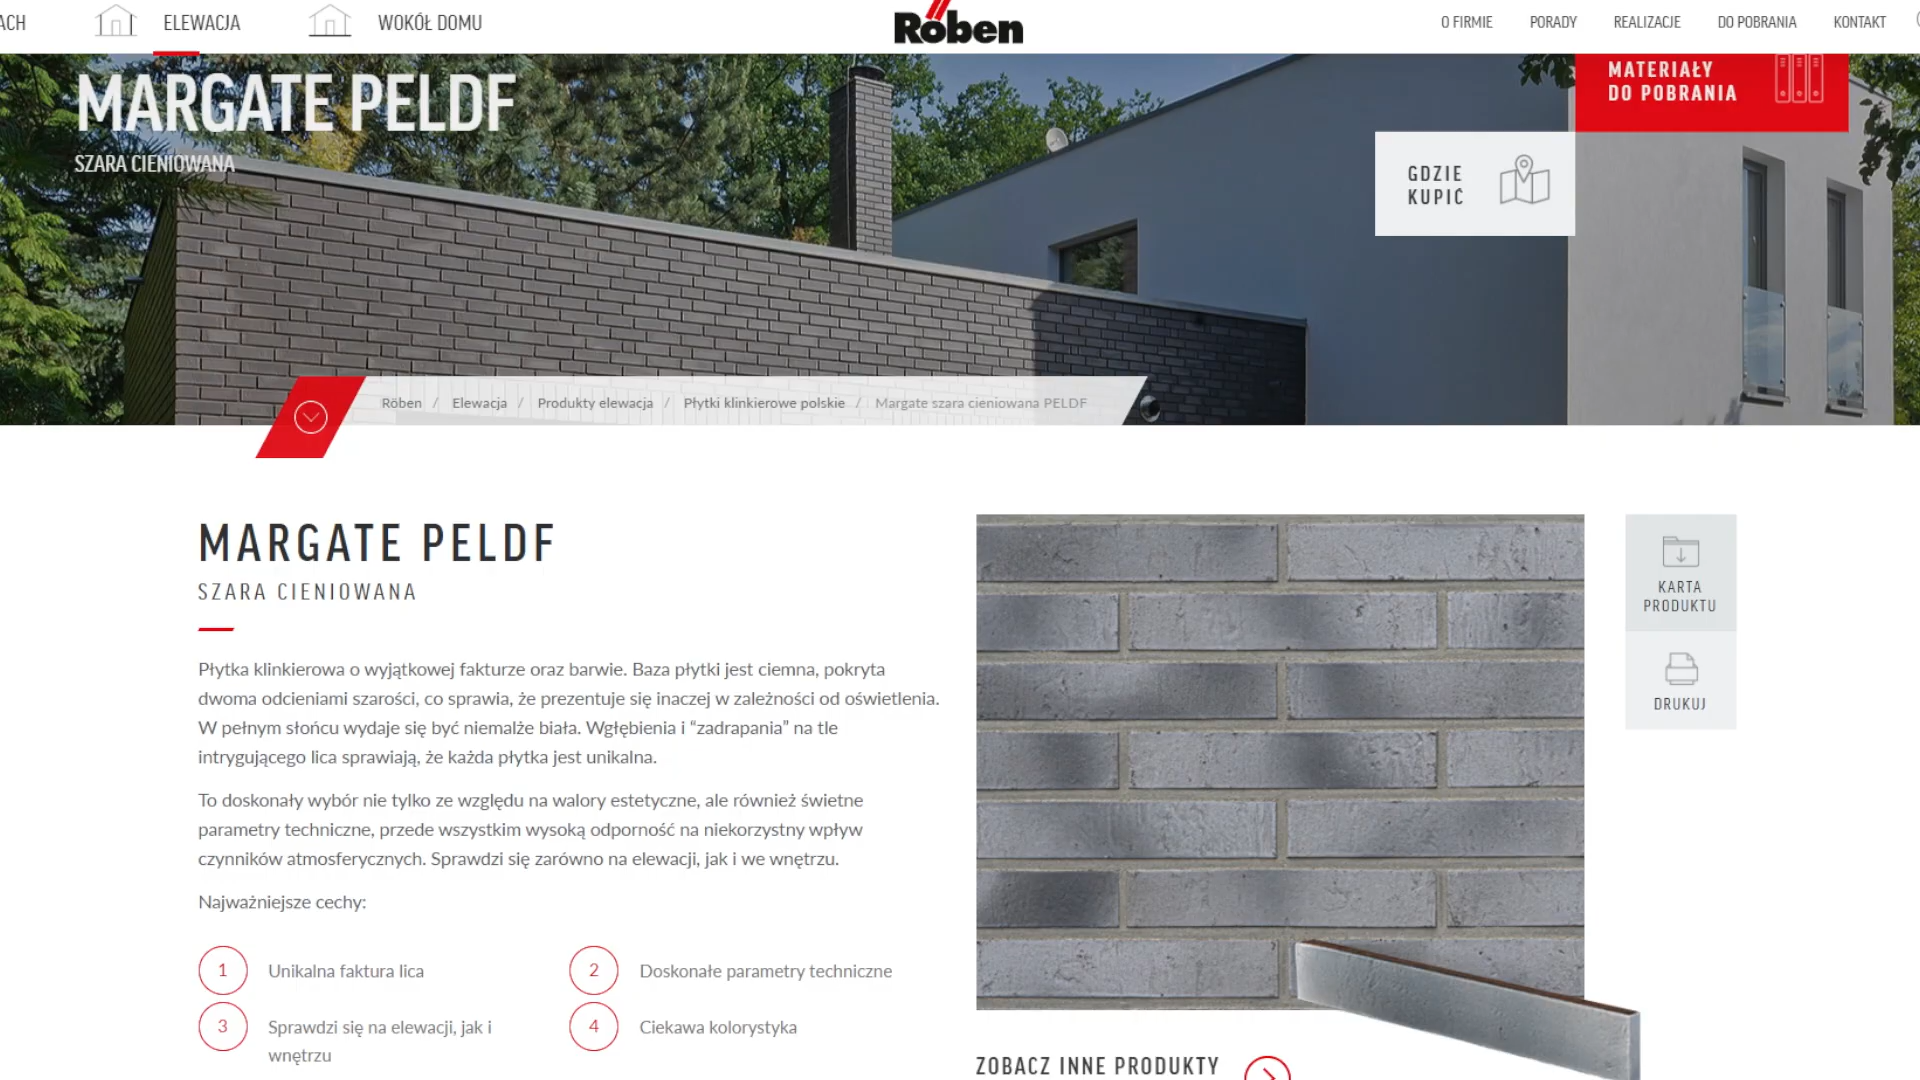 ACH
ELEWACJA
WOKÓŁ DOMU
Röben
O FIRMIE
PORADY
REALIZACJE
DO POBRANIA
KONTAKT
MARGATE PELDF
SZARA CIENIOWANA
MATERIAŁY
DO POBRANIA
GDZIE
KUPIĆ
Röben / Elewacja / Produkty elewacja / Płytki klinkierowe polskie / Margate szara cieniowana PELDF
MARGATE PELDF
SZARA CIENIOWANA
Płytka klinkierowa o wyjątkowej fakturze oraz barwie. Baza płytki jest ciemna, pokryta
dwoma odcieniami szarości, co sprawia, że prezentuje się inaczej w zależności od oświetlenia.
W pełnym słońcu wydaje się być niemalże biała. Wgłębienia i “zadrapania” na tle
intrygującego lica sprawiają, że każda płytka jest unikalna.
To doskonały wybór nie tylko ze względu na walory estetyczne, ale również świetne
parametry techniczne, przede wszystkim wysoką odporność na niekorzystny wpływ
czynników atmosferycznych. Sprawdzi się zarówno na elewacji, jak i we wnętrzu.
Najważniejsze cechy:
1 Unikalna faktura lica
2 Doskonałe parametry techniczne
3 Sprawdzi się na elewacji, jak i
wnętrzu
4 Ciekawa kolorystyka
KARTA
PRODUKTU
DRUKUJ
ZOBACZ INNE PRODUKTY